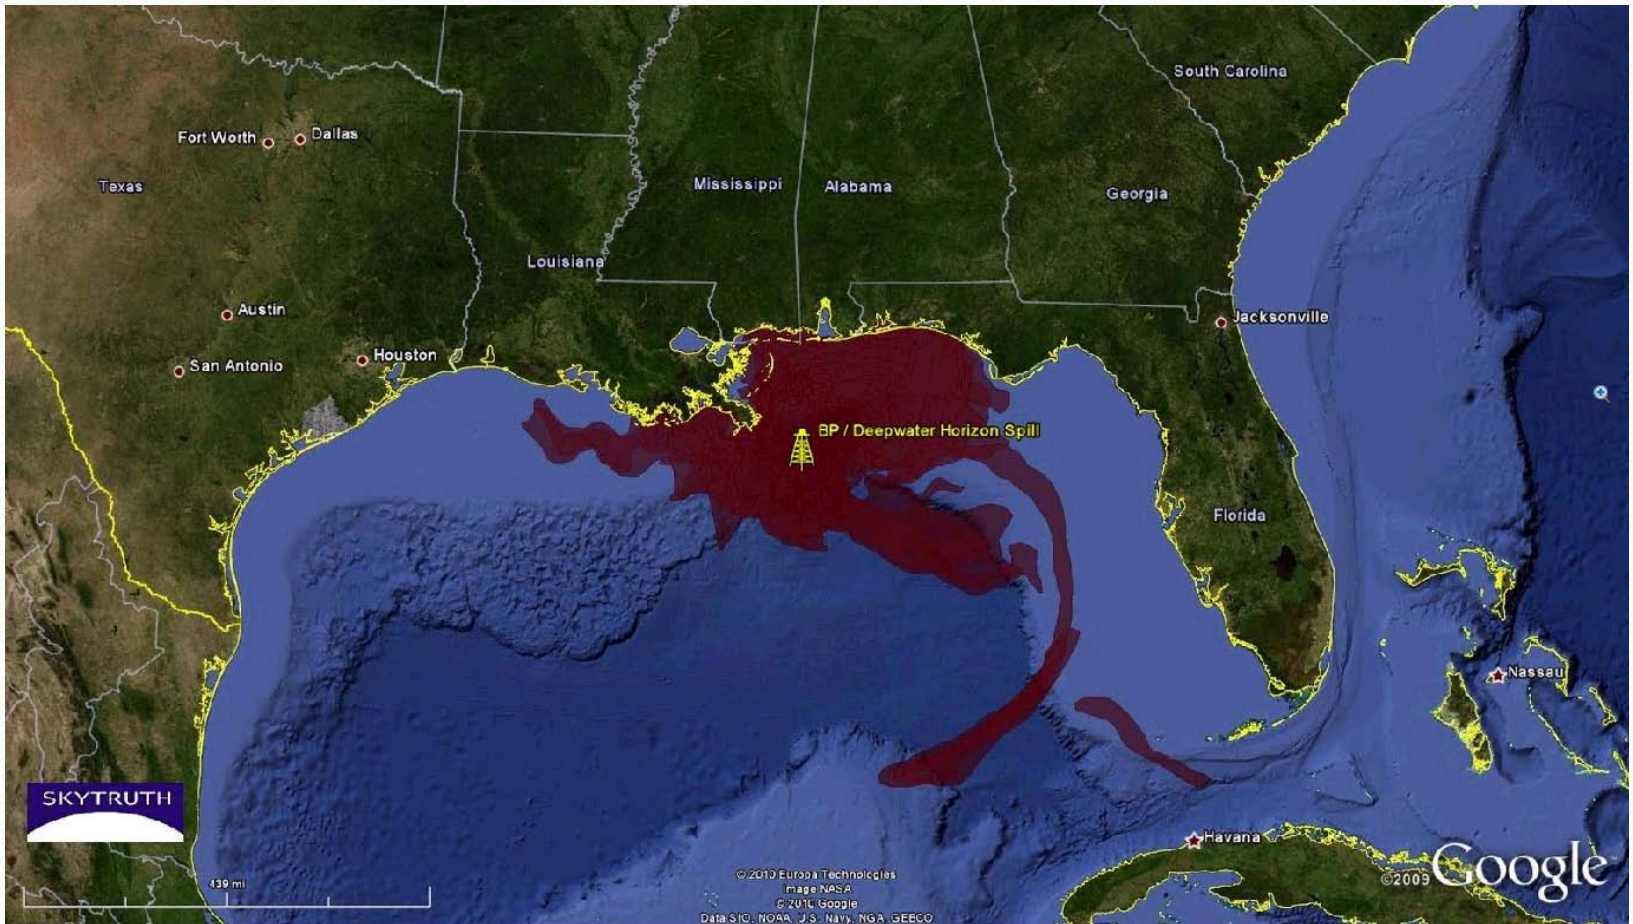 South Carolina
Fort Worth
Dallas
Texas
Mississippi
Alabama
Georgia
Louisiana
Austin
Jacksonville
Houston
San Antonio
BP / Deepwater Horizon Spill
Florida
Nassau
SKYTRUTH
Havana
Google
©2009
439 mi
© 2010 Europa Technologies
Image NASA
© 2010 Google
Data SIO, NOAA, U.S. Navy, NGA, GEBCO